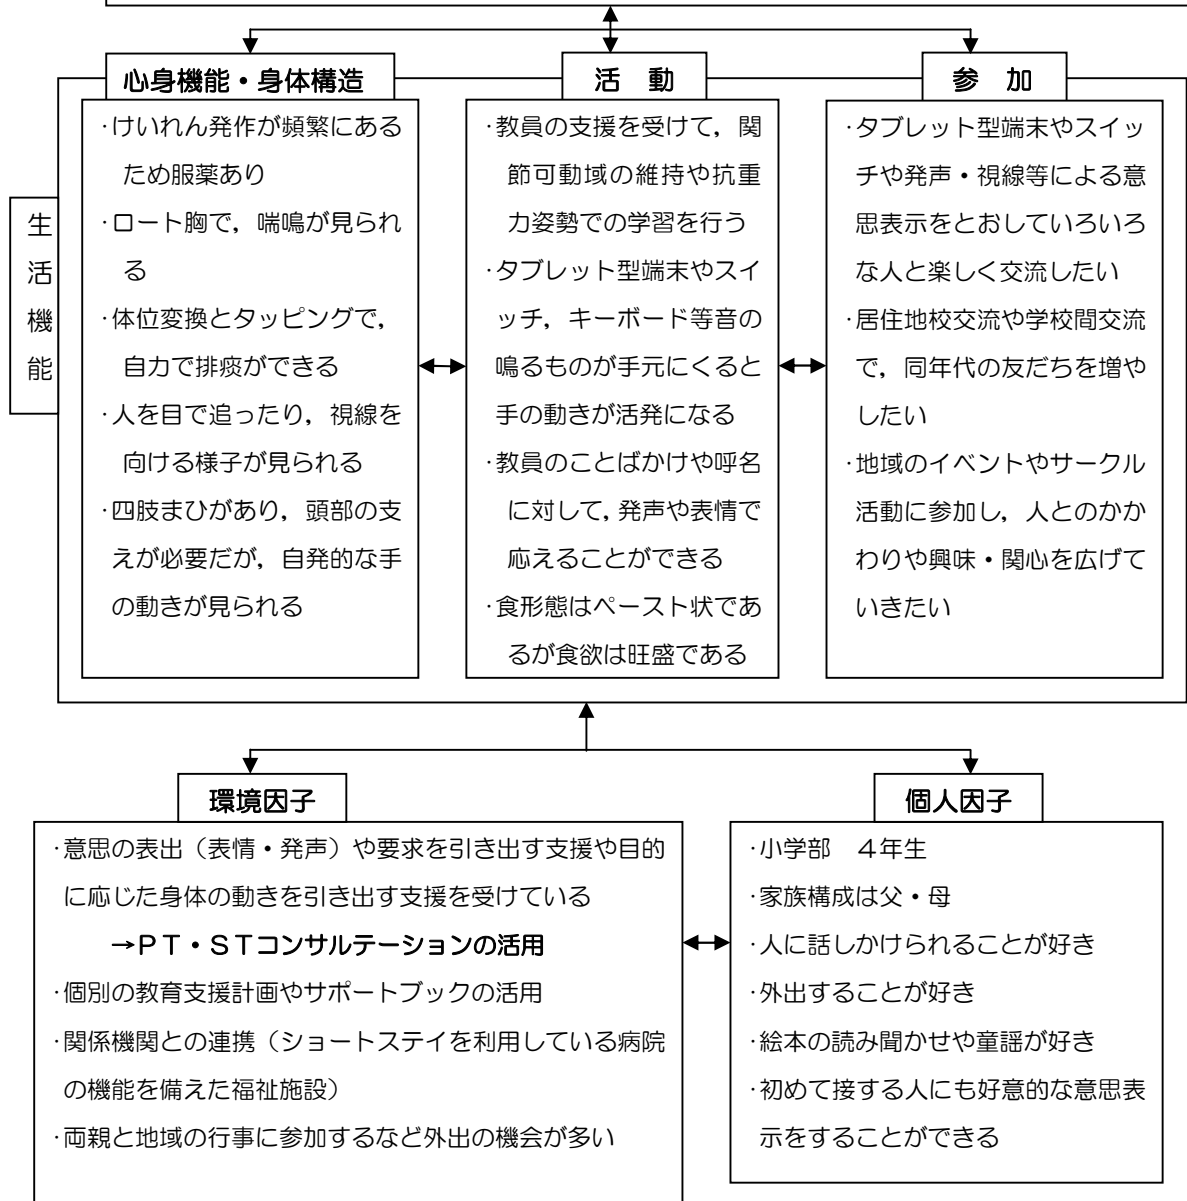 心身機能・身体構造
活　動
参　加
生
活
機
能
・けいれん発作が頻繁にある
ため服薬あり
・ロート胸で，喘鳴が見られ
る
・体位変換とタッピングで，
自力で排痰ができる
・人を目で追ったり，視線を
向ける様子が見られる
・四肢まひがあり，頭部の支
えが必要だが，自発的な手
の動きが見られる
・教員の支援を受けて，関
節可動域の維持や抗重
力姿勢での学習を行う
・タブレット型端末やスイ
ッチ，キーボード等音の
鳴るものが手元にくると
手の動きが活発になる
・教員のことばかけや呼名
に対して，発声や表情で
応えることができる
・食形態はペースト状であ
るが食欲は旺盛である
・タブレット型端末やスイッ
チや発声・視線等による意
思表示をとおしていろいろ
な人と楽しく交流したい
・居住地校交流や学校間交流
で，同年代の友だちを増や
したい
・地域のイベントやサークル
活動に参加し，人とのかか
わりや興味・関心を広げて
いきたい
環境因子
・意思の表出（表情・発声）や要求を引き出す支援や目的
に応じた身体の動きを引き出す支援を受けている
→ＰＴ・ＳＴコンサルテーションの活用
・個別の教育支援計画やサポートブックの活用
・関係機関との連携（ショートステイを利用している病院
の機能を備えた福祉施設）
・両親と地域の行事に参加するなど外出の機会が多い
個人因子
・小学部　４年生
・家族構成は父・母
・人に話しかけられることが好き
・外出することが好き
・絵本の読み聞かせや童謡が好き
・初めて接する人にも好意的な意思表
示をすることができる